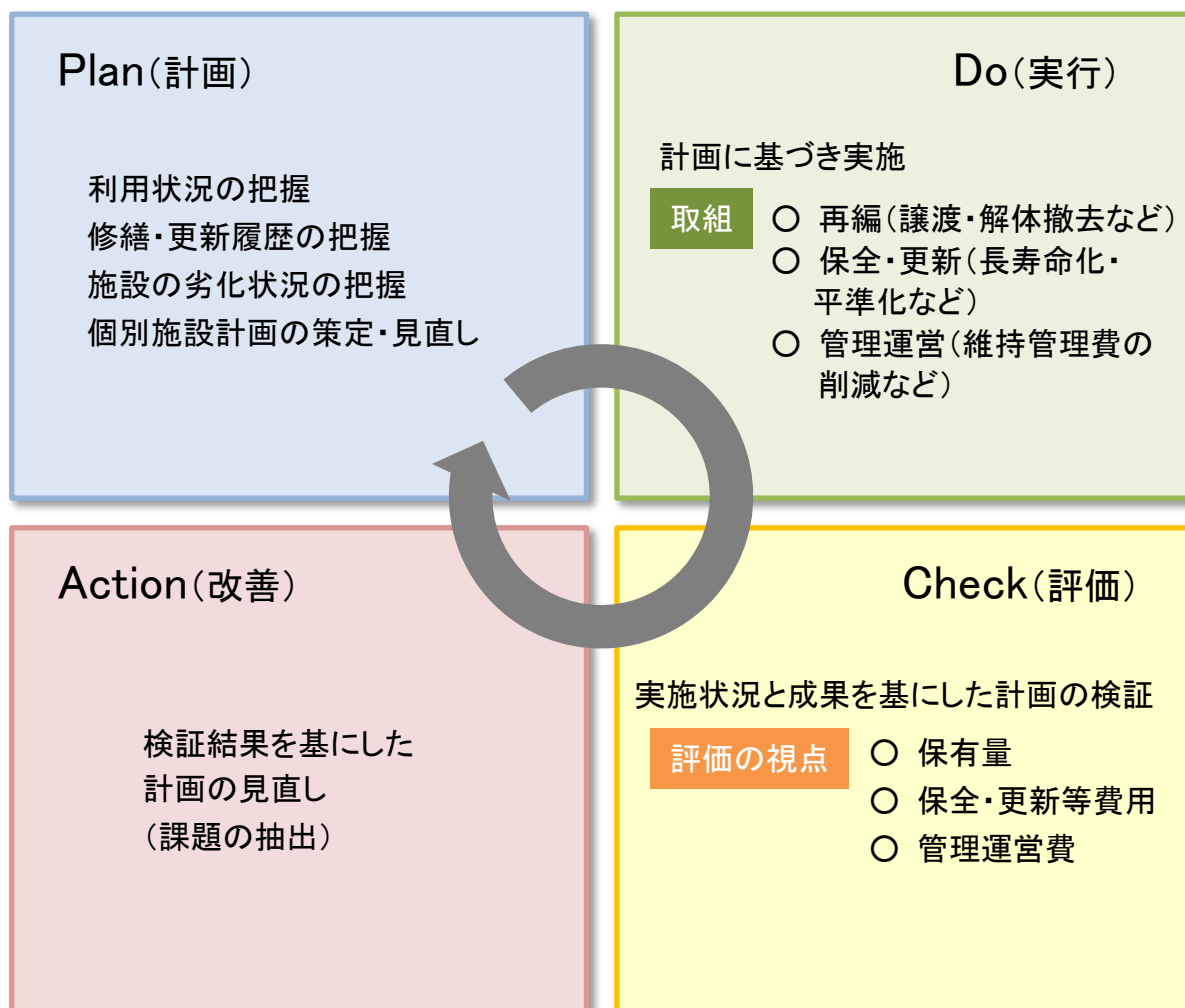 Plan(計画)
利用状況の把握
修繕・更新履歴の把握
施設の劣化状況の把握
個別施設計画の策定・見直し
Do(実行)
計画に基づき実施
取組
○ 再編(譲渡・解体撤去など)
○ 保全・更新(長寿命化・
平準化など)
○ 管理運営(維持管理費の
削減など)
Action(改善)
検証結果を基にした
計画の見直し
(課題の抽出)
Check(評価)
実施状況と成果を基にした計画の検証
評価の視点
○ 保有量
○ 保全・更新等費用
○ 管理運営費